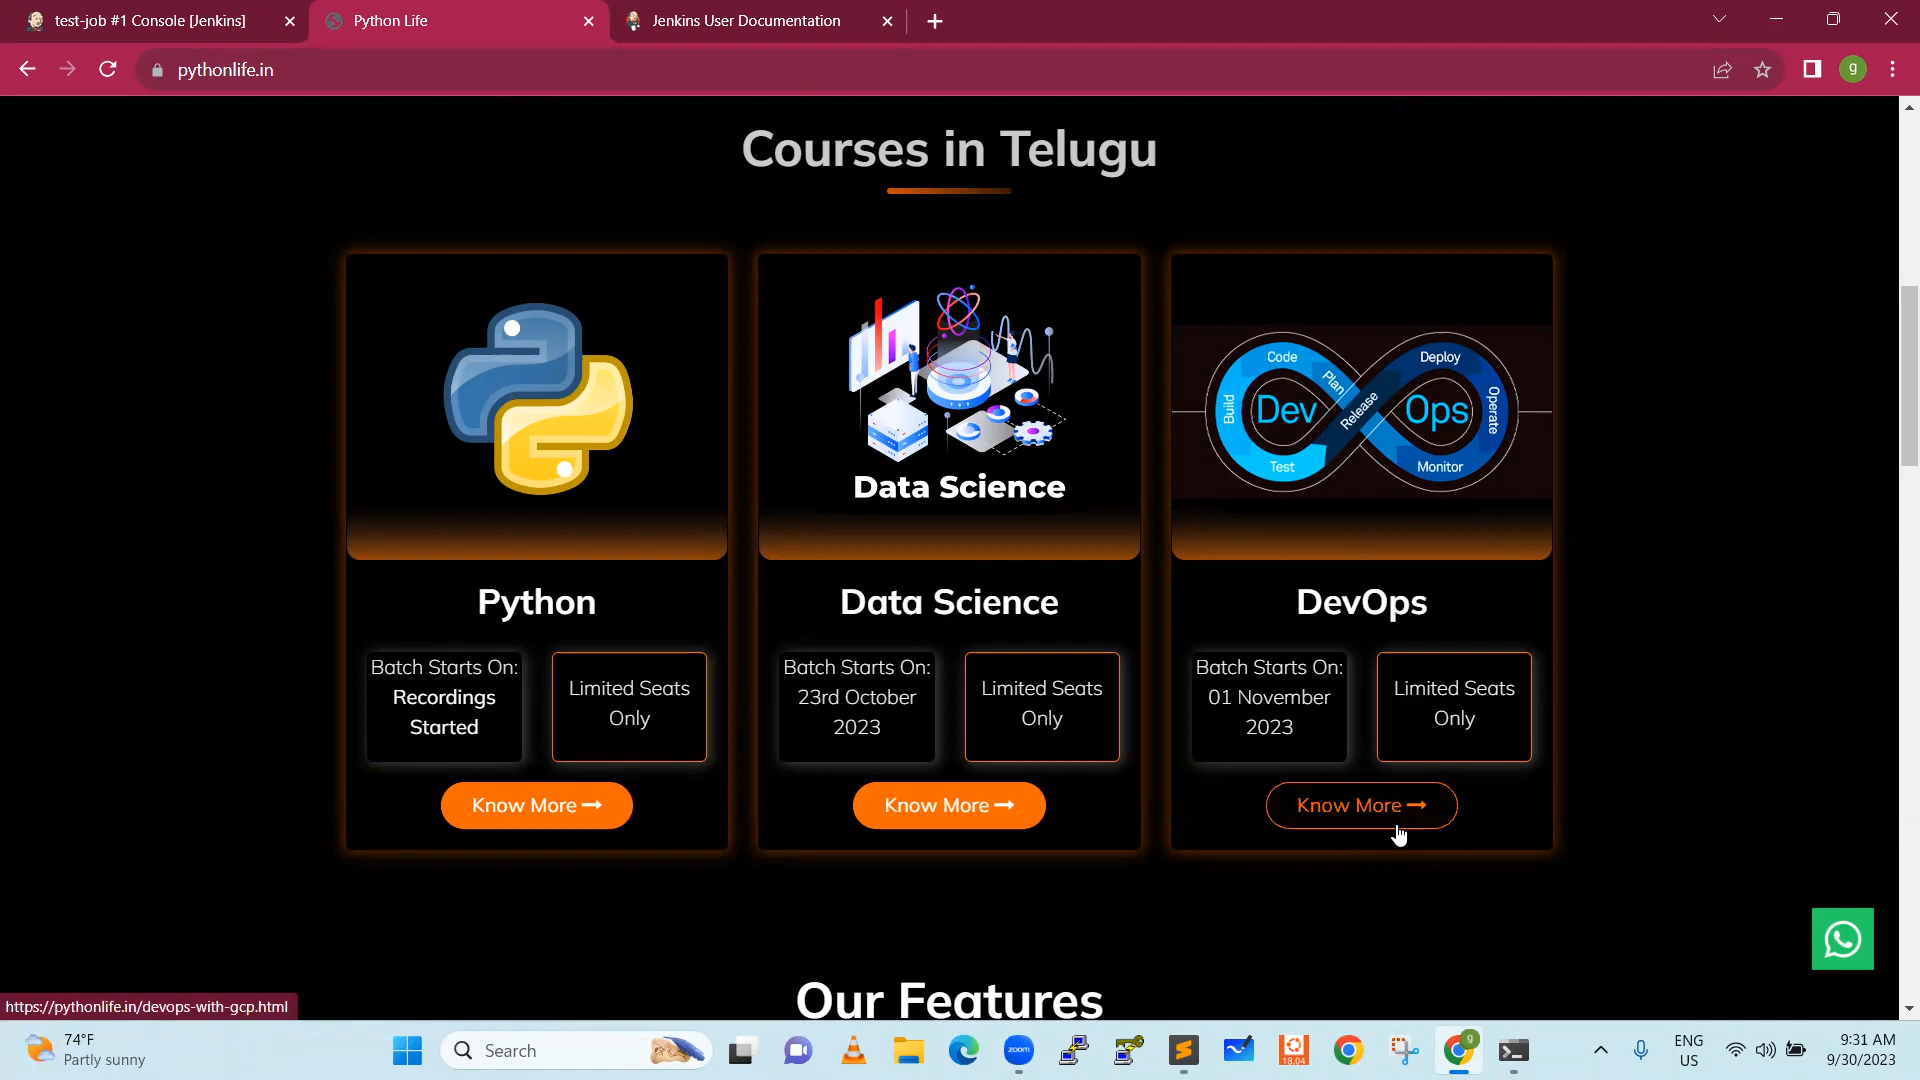 test-job #1 Console [Jenkins]
Python Life
Jenkins User Documentation
pythonlife.in
g
Courses in Telugu
Code
Plan
Build
Dev
Test
Release
Deploy
Ops
Operate
Monitor
Data Science
Python
Batch Starts On:
Recordings
Started
Limited Seats
Only
Know More
Data Science
Batch Starts On:
23rd October
2023
Limited Seats
Only
Know More
DevOps
Batch Starts On:
01 November
2023
Limited Seats
Only
Know More
Our Features
https://pythonlife.in/devops-with-gcp.html
74°F
Partly sunny
Search
zoom
18.04
g
ENG
US
9:31 AM
9/30/2023